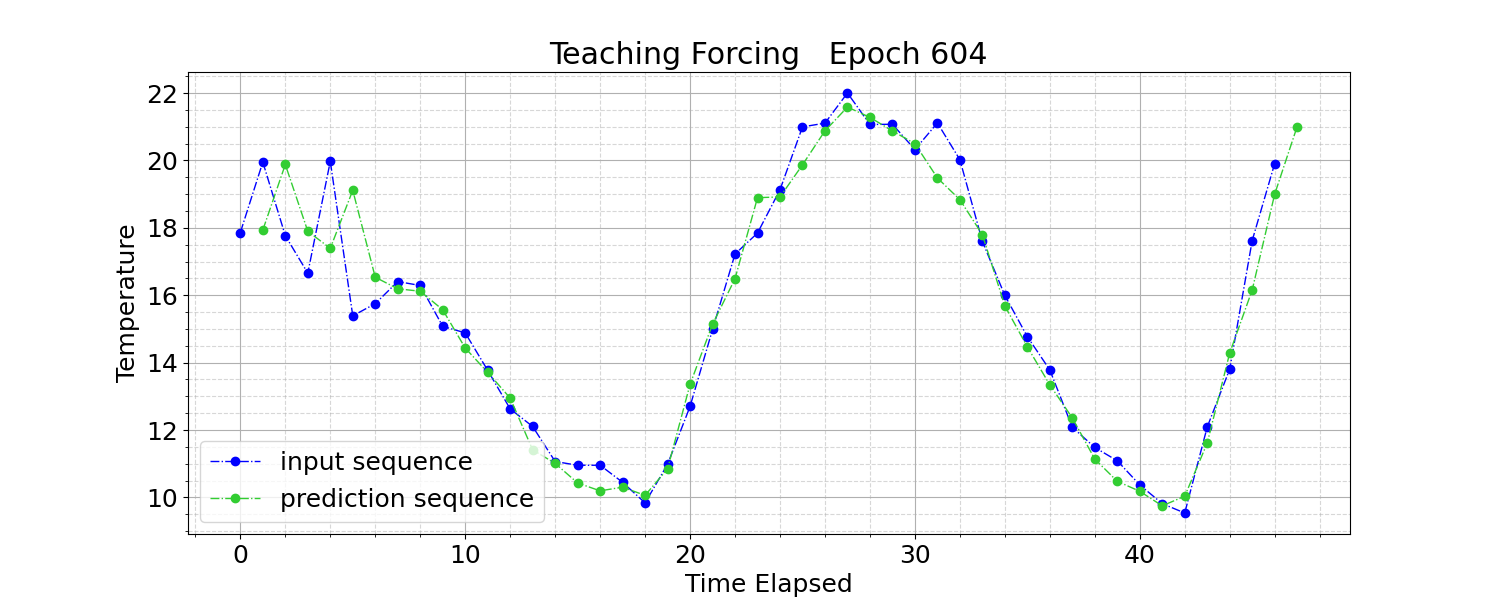 Teaching Forcing   Epoch 604
22
20
18
16
14
12
10
Temperature
input sequence
prediction sequence
0 10 20 30 40
Time Elapsed